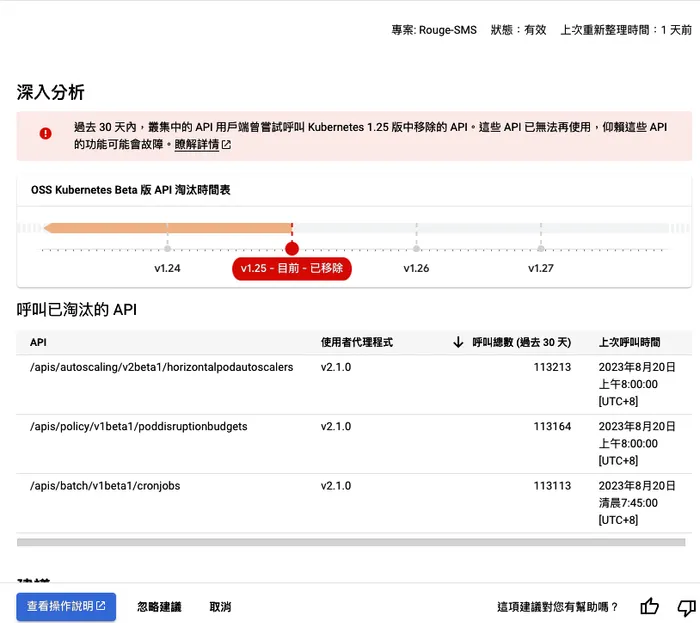 專案: Rouge-SMS 狀態：有效 上次重新整理時間：1 天前
深入分析
過去 30 天內，叢集中的 API 用戶端曾嘗試呼叫 Kubernetes 1.25 版中移除的 API。這些 API 已無法再使用，仰賴這些 API
的功能可能會故障。瞭解詳情
OSS Kubernetes Beta 版 API 淘汰時間表
v1.24 v1.25 - 目前 - 已移除 v1.26 v1.27
呼叫已淘汰的 API
API 使用者代理程式 呼叫總數 (過去 30 天) 上次呼叫時間
/apis/autoscaling/v2beta1/horizontalpodautoscalers v2.1.0 113213 2023年8月20日
上午8:00:00
[UTC+8]
/apis/policy/v1beta1/poddisruptionbudgets v2.1.0 113164 2023年8月20日
上午8:00:00
[UTC+8]
/apis/batch/v1beta1/cronjobs v2.1.0 113113 2023年8月20日
清晨7:45:00
[UTC+8]
查看操作說明 忽略建議 取消 這項建議對您有幫助嗎？